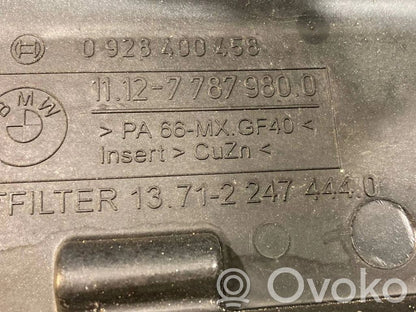 0 928 400 458
BMW
11.12-7 787 980.0
> PA 66-MX.GF40 <
Insert > CuZn <
FILTER 13.71-2 247 444.0
Ovoko